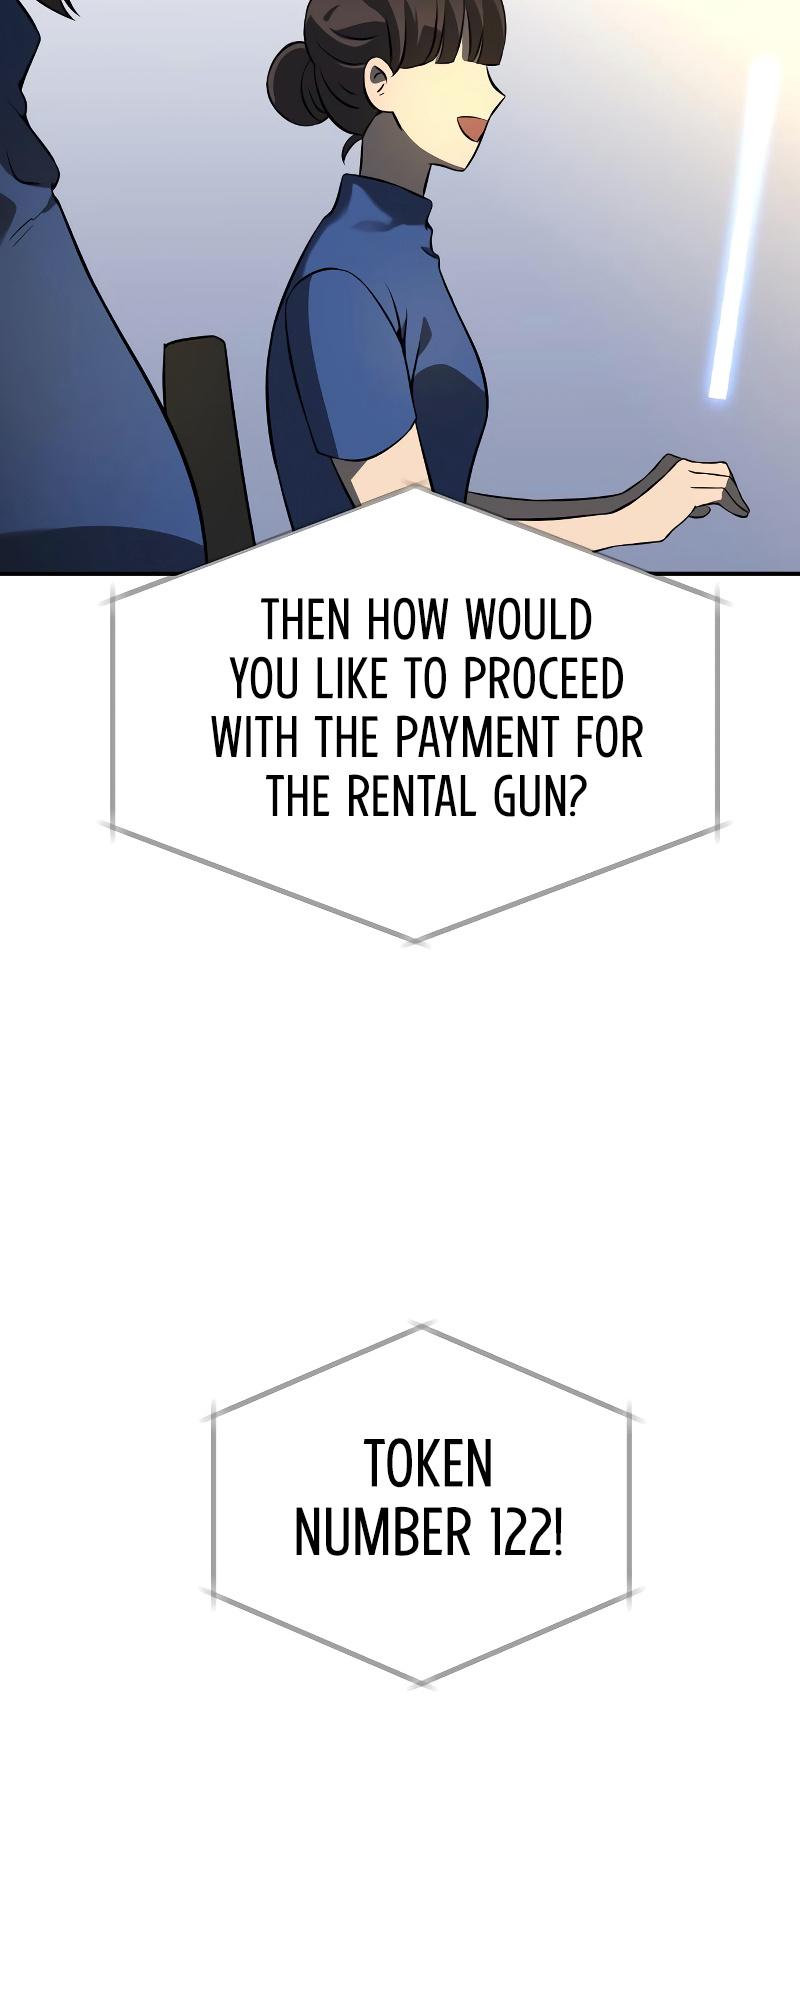 THEN HOW WOULD
YOU LIKE TO PROCEED
WITH THE PAYMENT FOR
THE RENTAL GUN?
TOKEN
NUMBER 122!